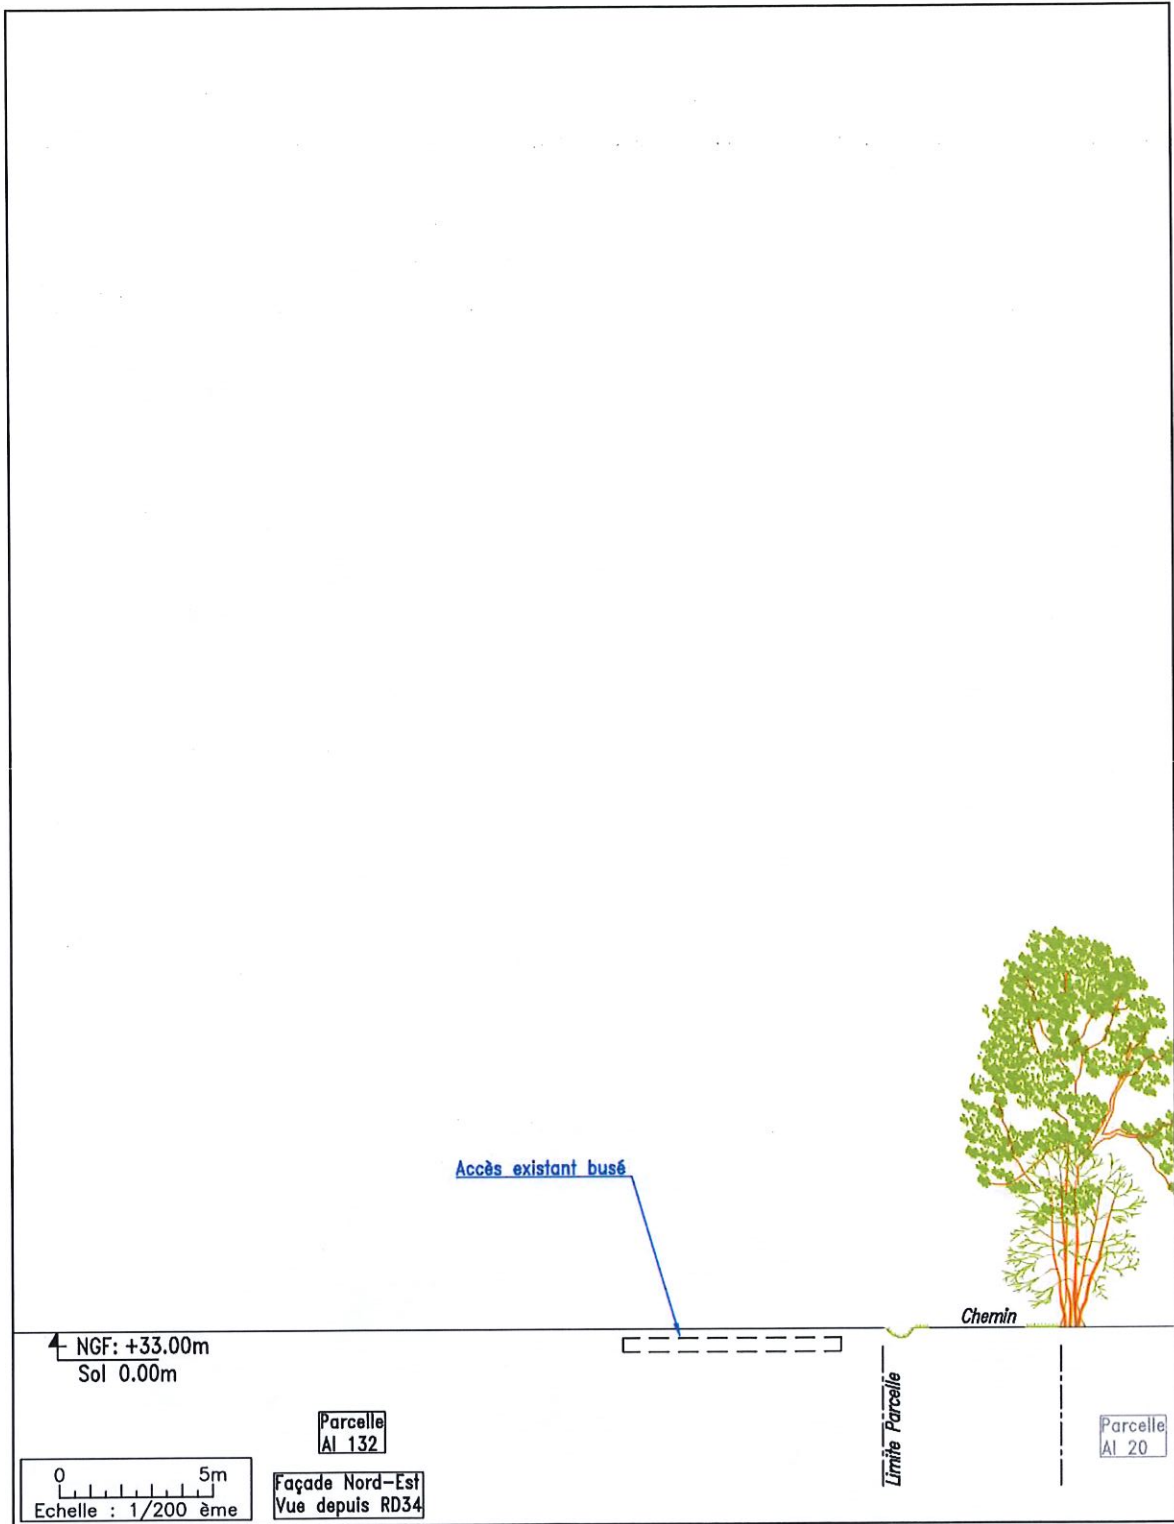 Accès existant busé
Chemin
NGF: +33.00m
Sol 0.00m
Limite Parcelle
Parcelle
AI 132
Parcelle
AI 20
0 5m
Echelle : 1/200 ème
Façade Nord-Est
Vue depuis RD34